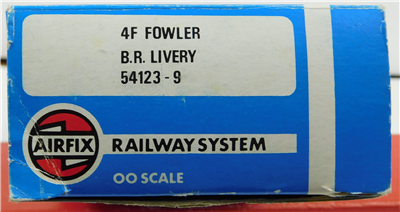 4F FOWLER
B.R. LIVERY
54123-9
AIRFIX
RAILWAY SYSTEM
OO SCALE